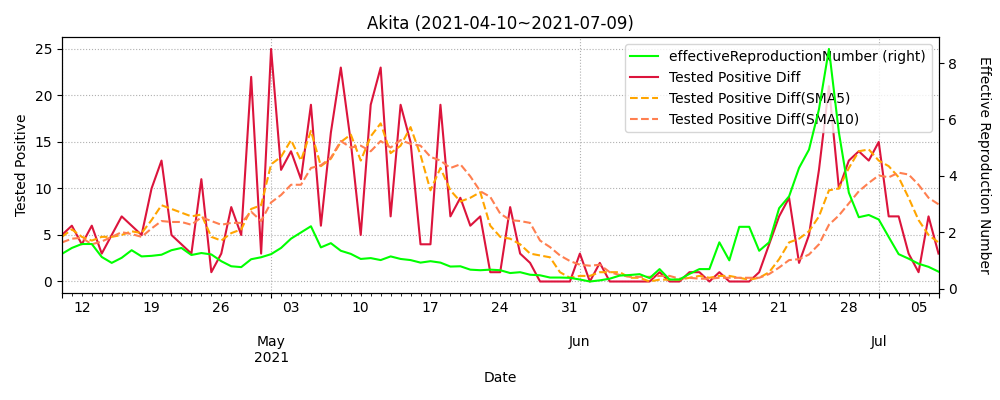 Akita (2021-04-10~2021-07-09)
effectiveReproductionNumber (right)
Tested Positive Diff
Tested Positive Diff(SMA5)
Tested Positive Diff(SMA10)
Tested Positive
25
20
15
10
5
0
Effective Reproduction Number
8
6
4
2
0
12 19 26 03 10 17 24 31 07 14 28 05
May Jun Jul
2021
Date